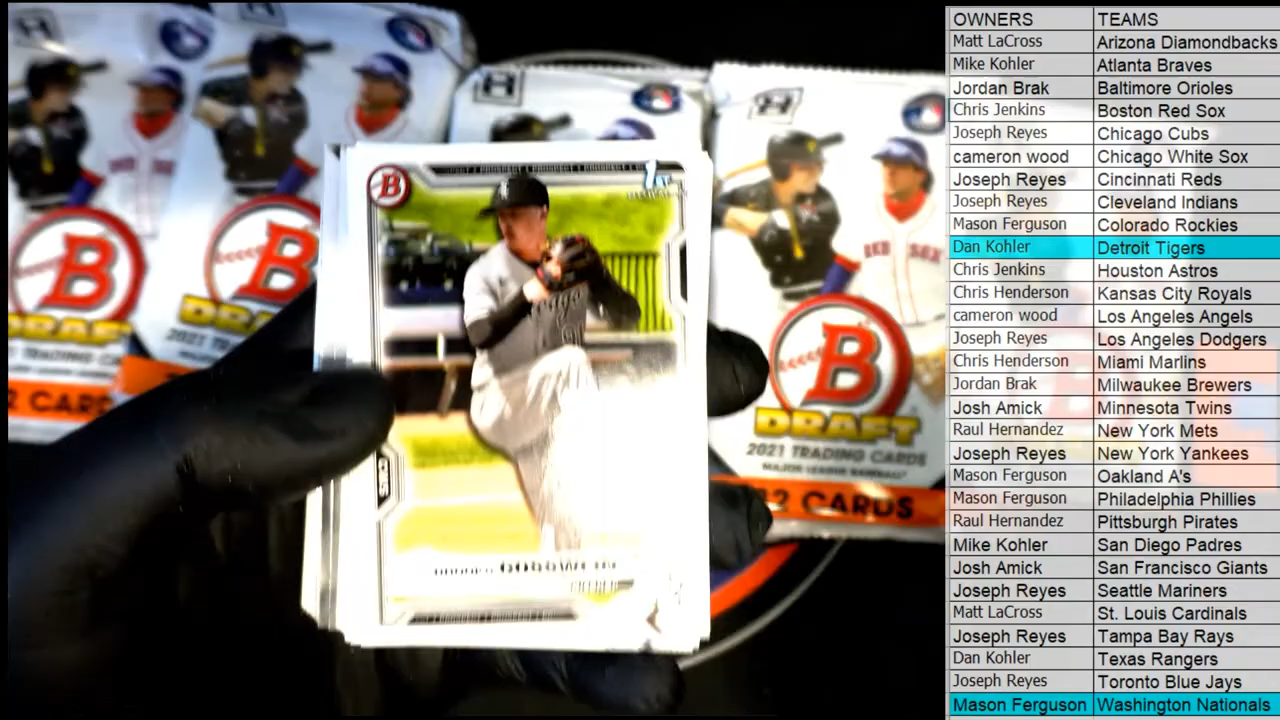 OWNERS TEAMS
Matt LaCross Arizona Diamondbacks
Mike Kohler Atlanta Braves
Jordan Brak Baltimore Orioles
Chris Jenkins Boston Red Sox
Joseph Reyes Chicago Cubs
cameron wood Chicago White Sox
Joseph Reyes Cincinnati Reds
Joseph Reyes Cleveland Indians
Mason Ferguson Colorado Rockies
Dan Kohler Detroit Tigers
Chris Jenkins Houston Astros
Chris Henderson Kansas City Royals
cameron wood Los Angeles Angels
Joseph Reyes Los Angeles Dodgers
Chris Henderson Miami Marlins
Jordan Brak Milwaukee Brewers
Josh Amick Minnesota Twins
Raul Hernandez New York Mets
Joseph Reyes New York Yankees
Mason Ferguson Oakland A's
Mason Ferguson Philadelphia Phillies
Raul Hernandez Pittsburgh Pirates
Mike Kohler San Diego Padres
Josh Amick San Francisco Giants
Joseph Reyes Seattle Mariners
Matt LaCross St. Louis Cardinals
Joseph Reyes Tampa Bay Rays
Dan Kohler Texas Rangers
Joseph Reyes Toronto Blue Jays
Mason Ferguson Washington Nationals
B
1ST
PITCHER
H
RED SOX
B
DRAFT
2021 TRADING CARDS
MAJOR LEAGUE BASEBALL
12 CARDS
B
B